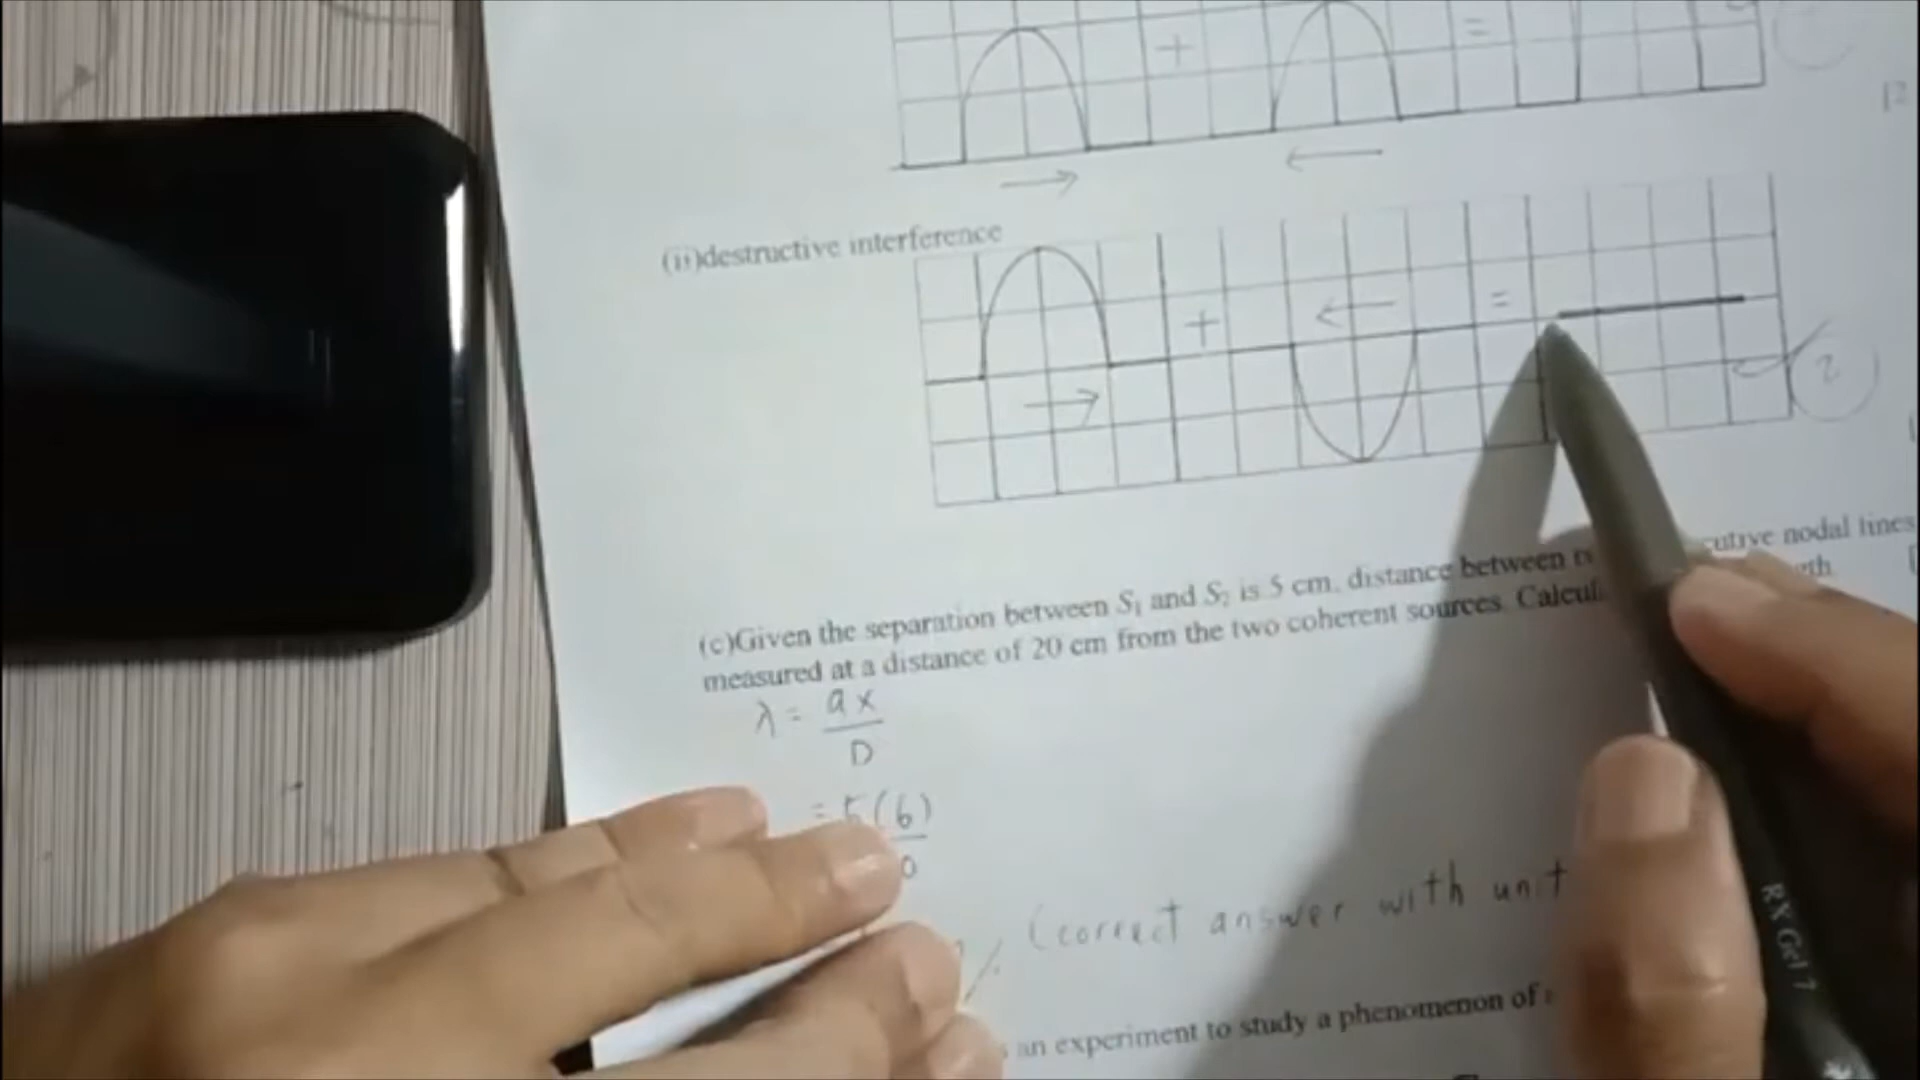 + =
[2
(ii)destructive interference
+ =
2
(c)Given the separation between S₁ and S₂ is 5 cm, distance between nodal lines
measured at a distance of 20 cm from the two coherent sources. 
λ = ax
D
= 5(6)
0
(correct answer with unit
an experiment to study a phenomenon of
RX Gel 7